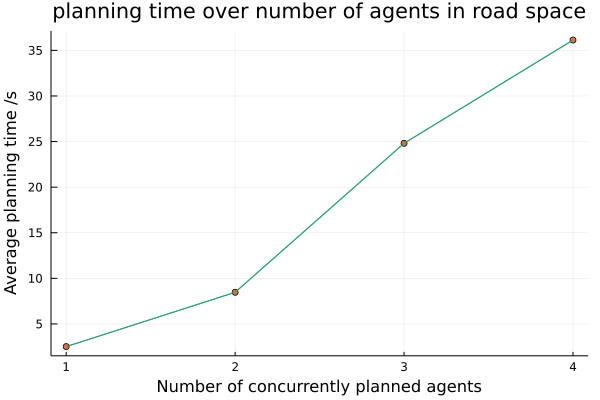 planning time over number of agents in road space
Average planning time /s
35
30
25
20
15
10
5
1 2 3 4
Number of concurrently planned agents